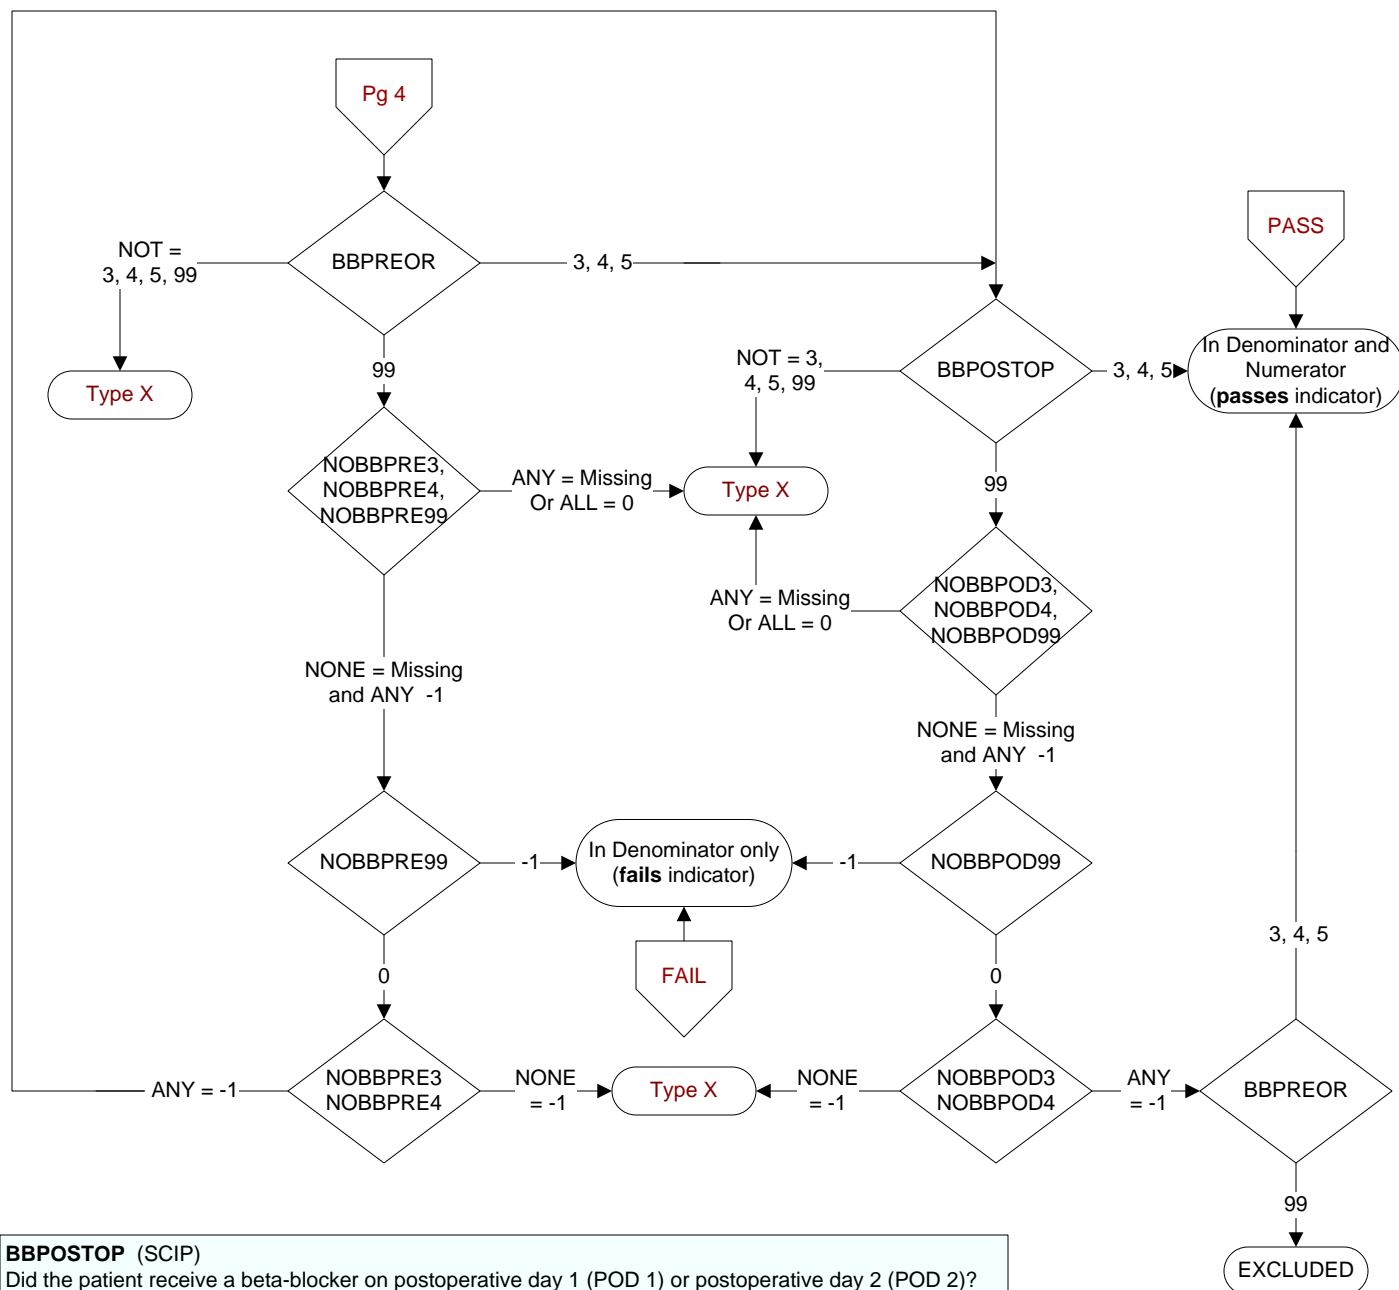 Pg 4
PASS
NOT =
3, 4, 5, 99
BBPREOR
3, 4, 5
Type X
99
NOT = 3,
4, 5, 99
BBPOSTOP
3, 4, 5
In Denominator and
Numerator
(passes indicator)
NOBBPRE3,
NOBBPRE4,
NOBBPRE99
ANY = Missing
Or ALL = 0
Type X
99
ANY = Missing
Or ALL = 0
NOBBPOD3,
NOBBPOD4,
NOBBPOD99
NONE = Missing
and ANY -1
NONE = Missing
and ANY -1
NOBBPRE99
-1
In Denominator only
(fails indicator)
-1
NOBBPOD99
0
FAIL
0
3, 4, 5
ANY = -1
NOBBPRE3
NOBBPRE4
NONE
= -1
Type X
NONE
= -1
NOBBPOD3
NOBBPOD4
ANY
= -1
BBPREOR
99
EXCLUDED
BBPOSTOP (SCIP)
Did the patient receive a beta-blocker on postoperative day 1 (POD 1) or postoperative day 2 (POD 2)?